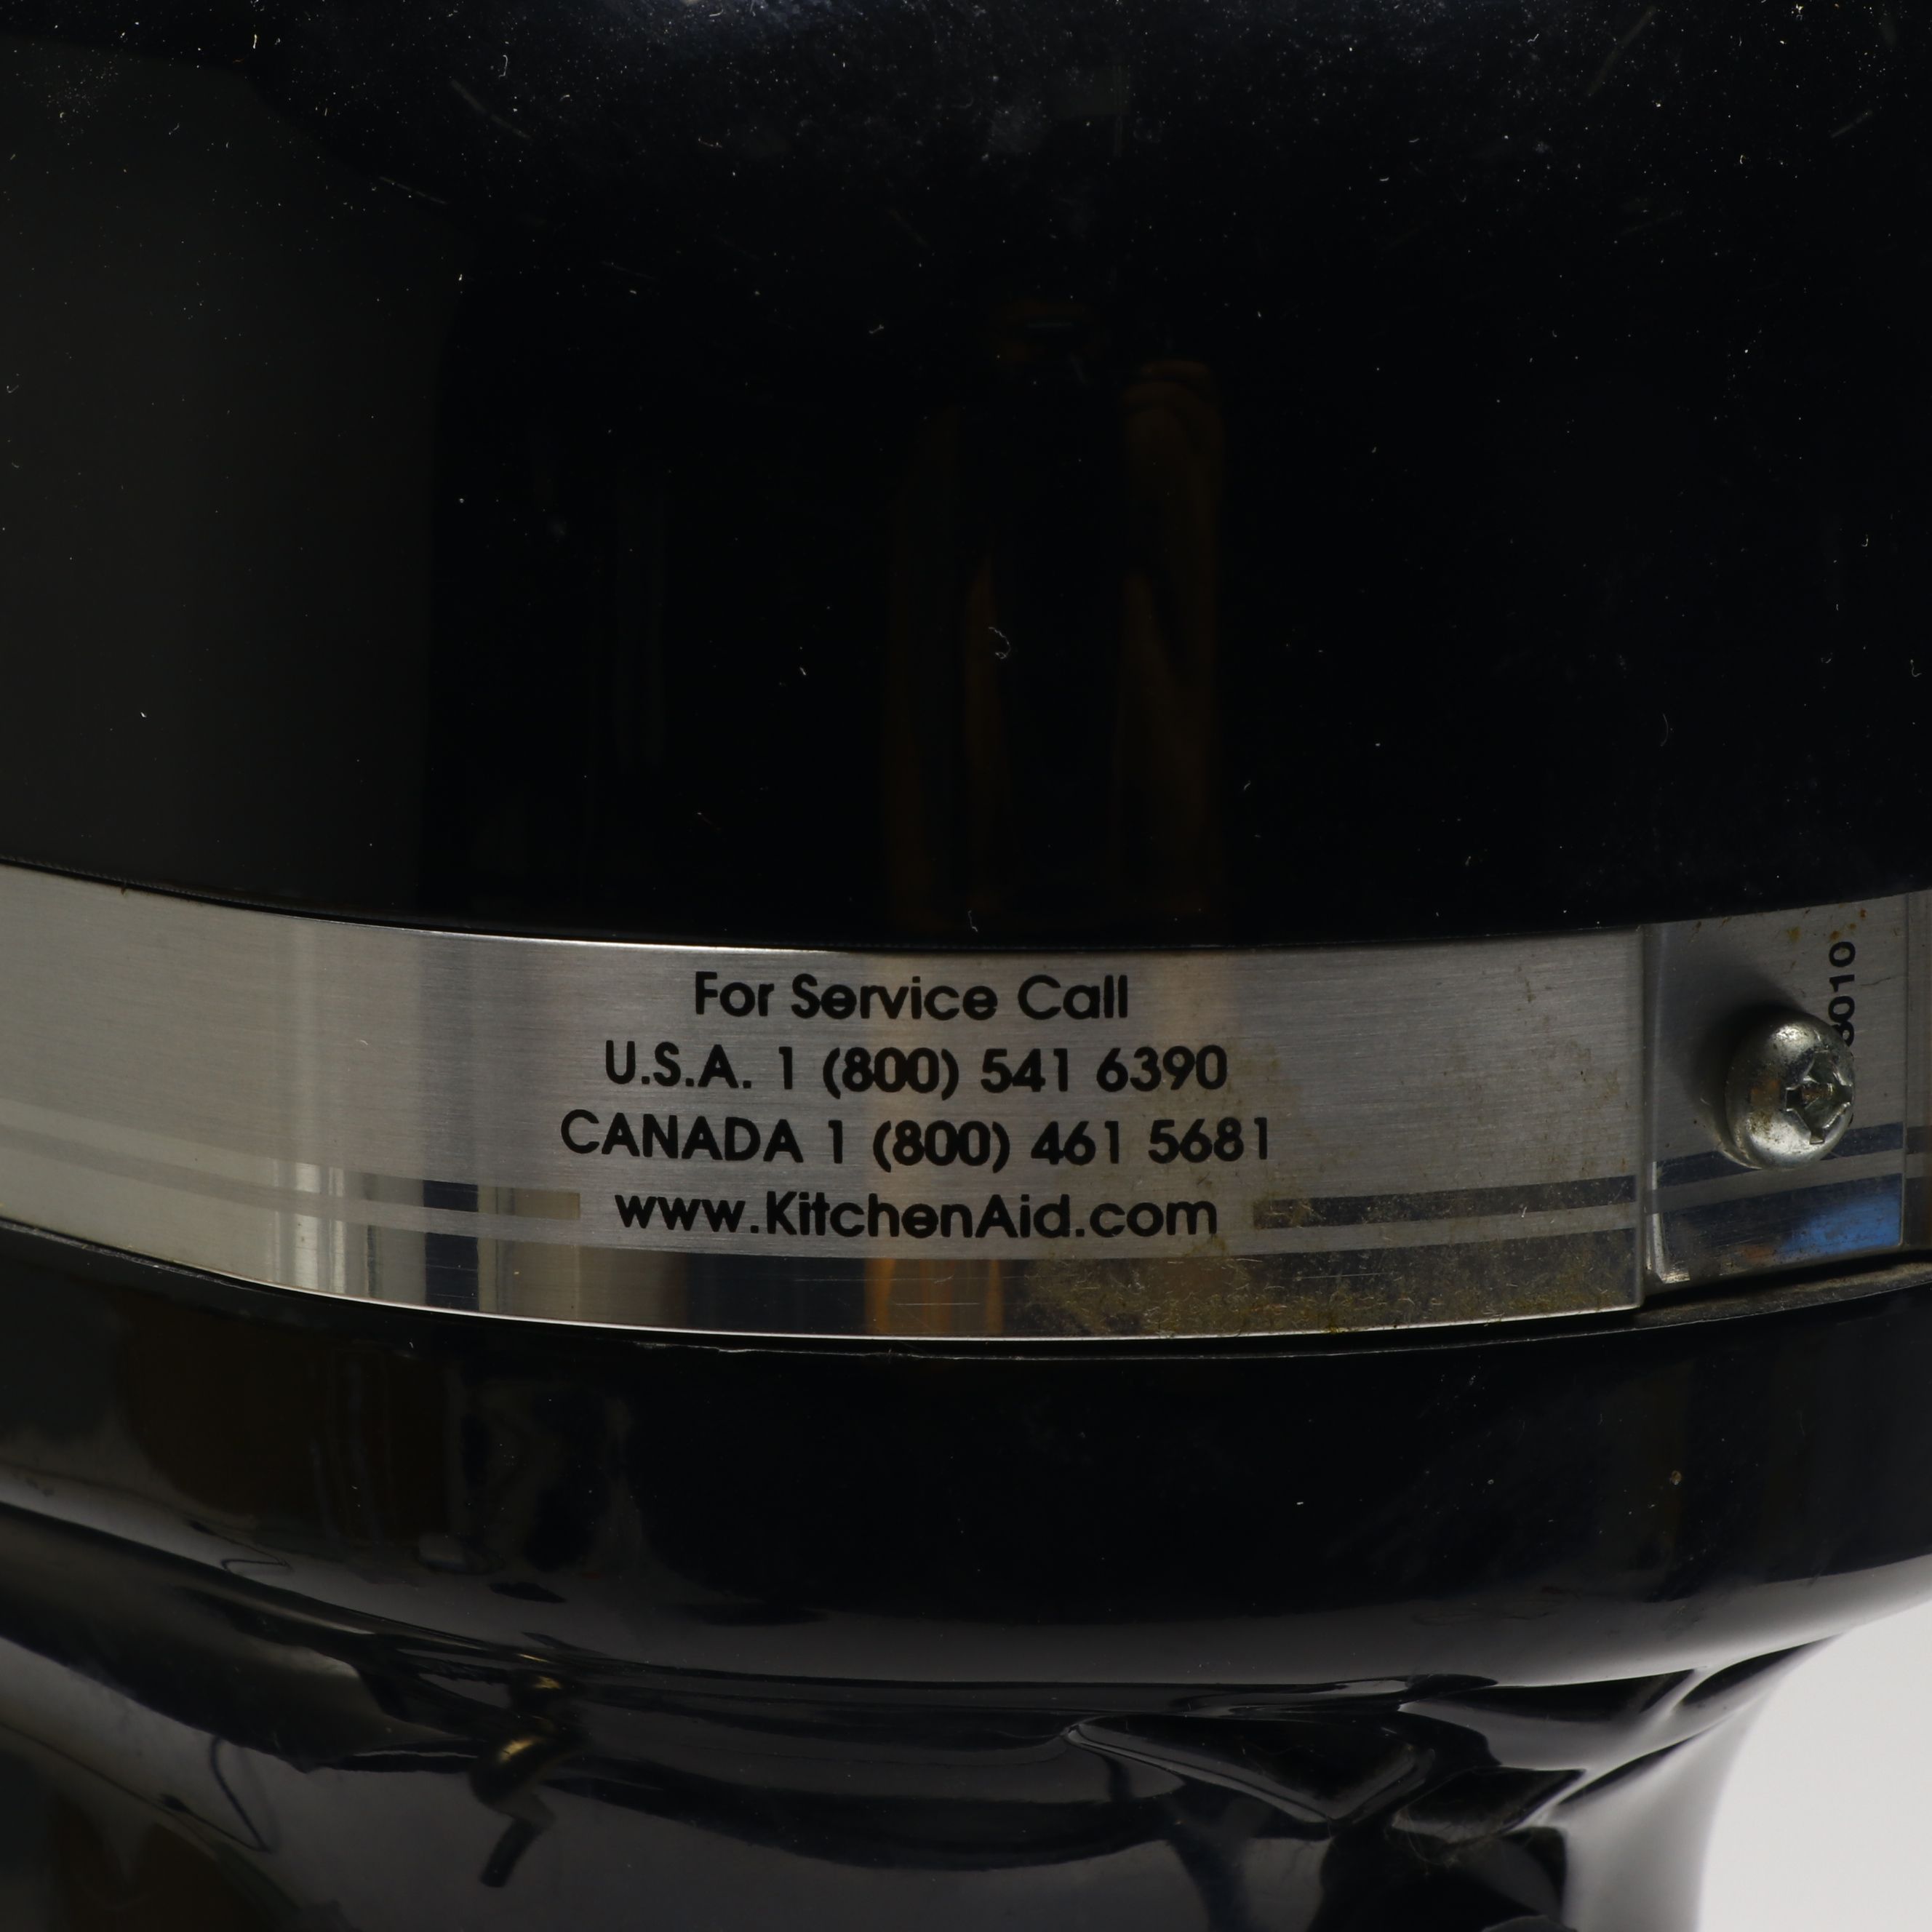 For Service Call
U.S.A. 1 (800) 541 6390
CANADA 1 (800) 461 5681
www.KitchenAid.com